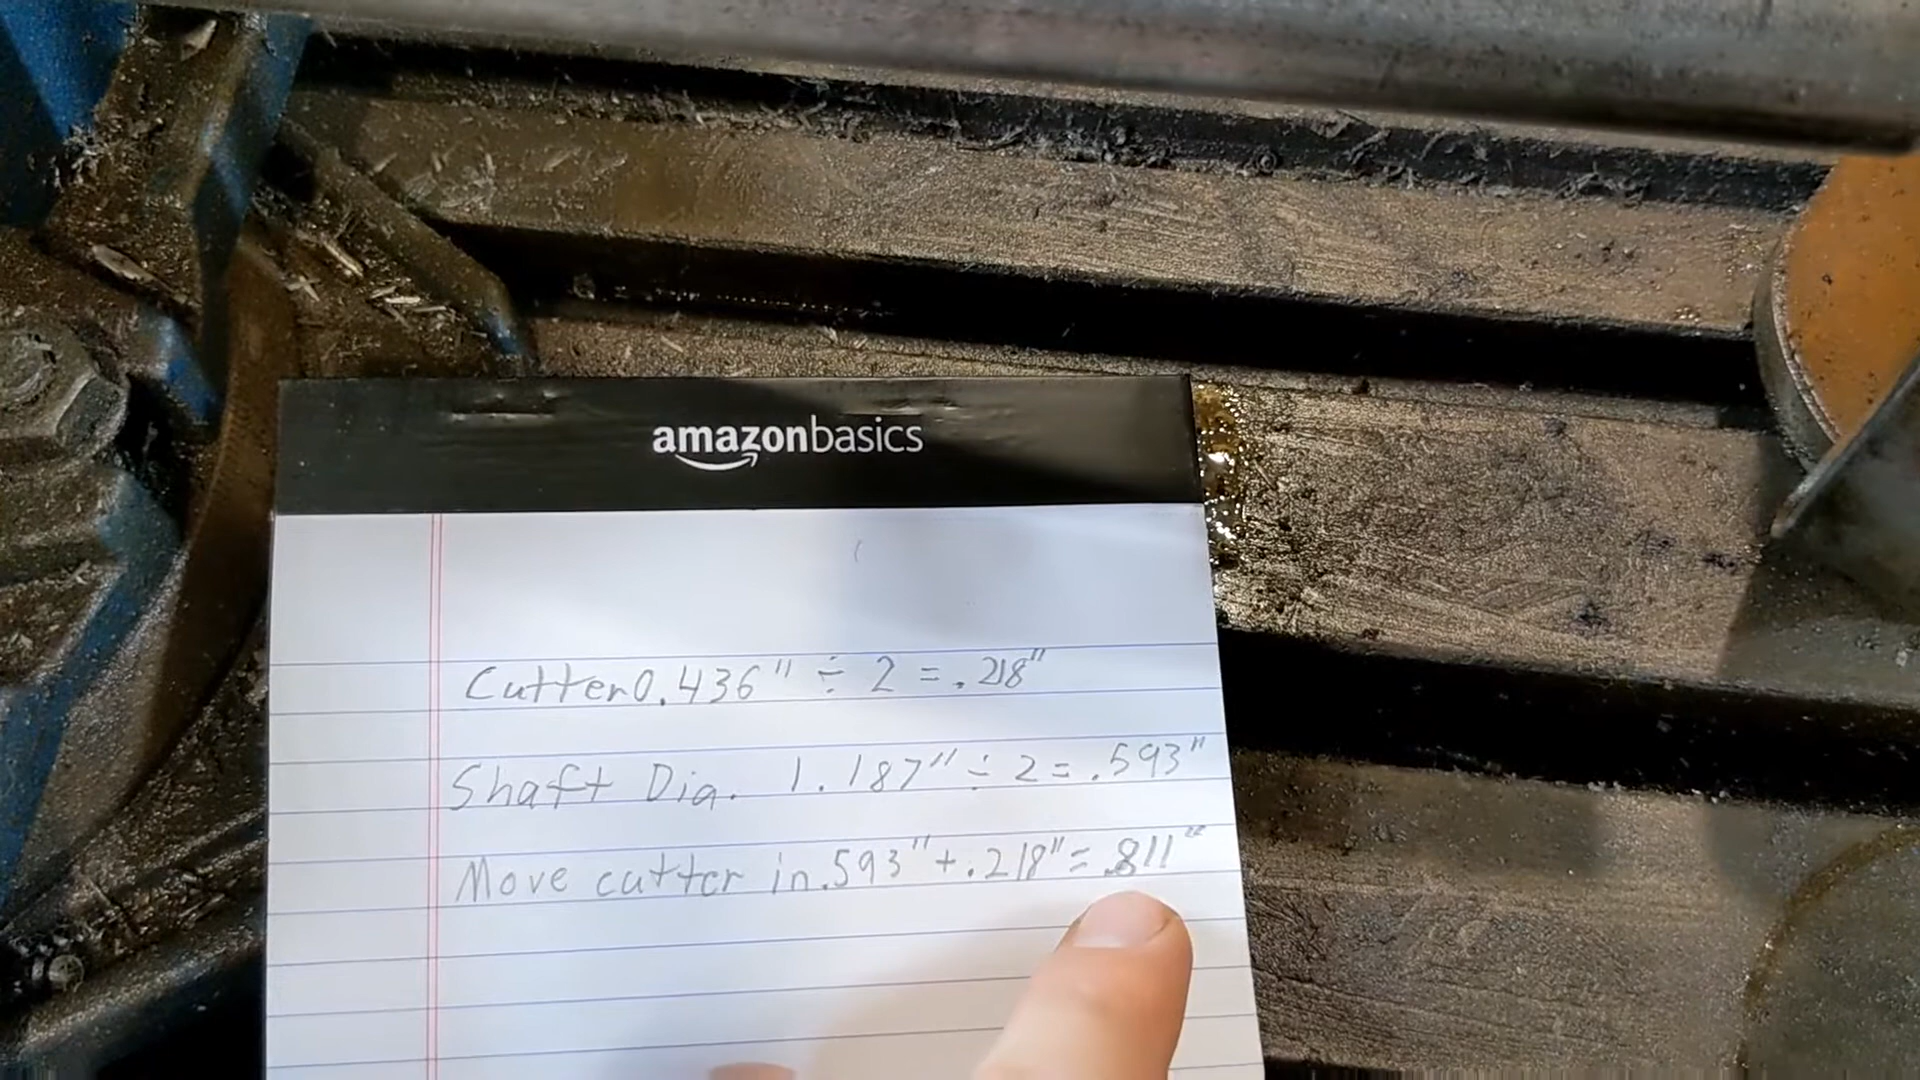 amazonbasics
Cutter 0.436" ÷ 2 = .218"
Shaft Dia. 1.187" ÷ 2 = .593"
Move cutter in .593" + .218" = .811"